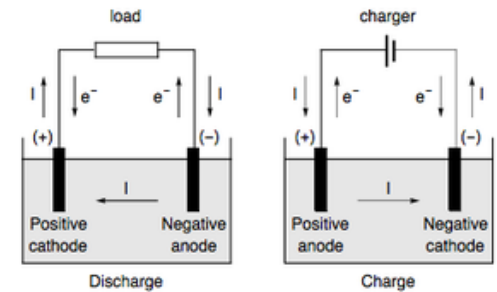 load
charger
I e⁻ e⁻ I
I e⁻ e⁻ I
(+) (−)
(+) (−)
I
I
Positive cathode
Negative anode
Positive anode
Negative cathode
Discharge
Charge